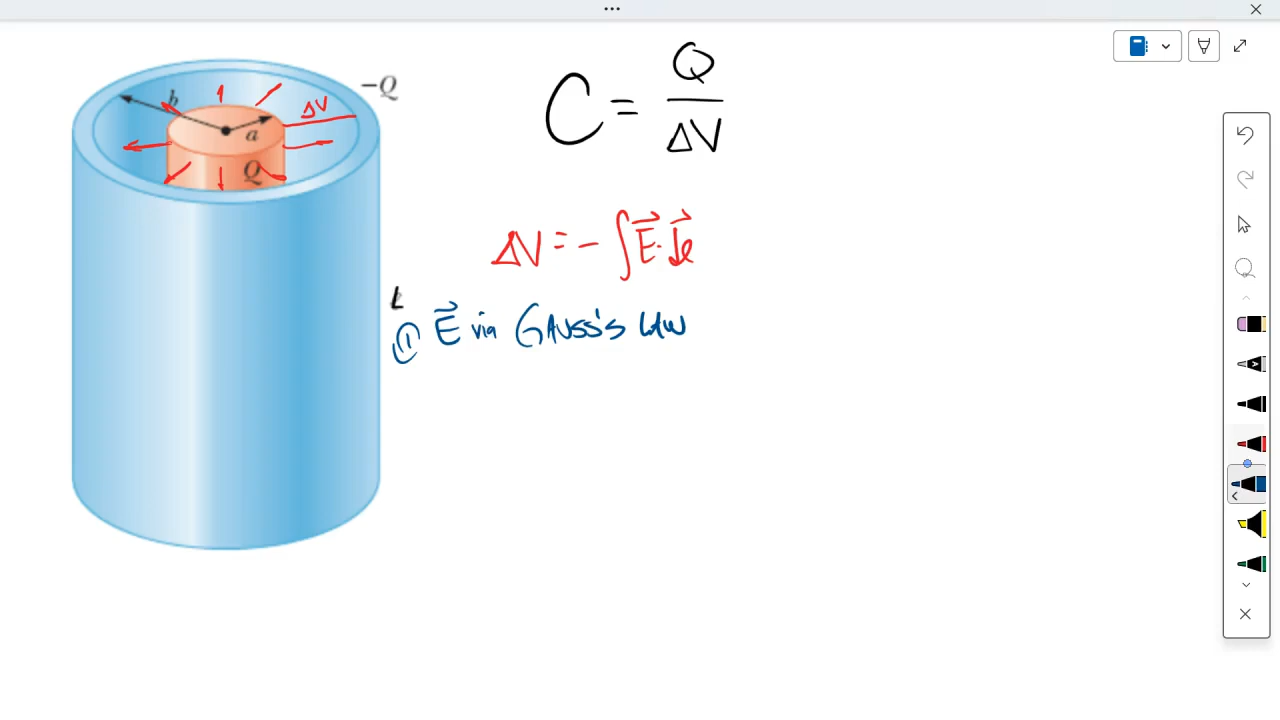 −Q
b
ΔV
a
Q
C = Q / ΔV
ΔV = − ∫ E⃗ · dℓ⃗
L
① E⃗ via GAUSS'S LAW